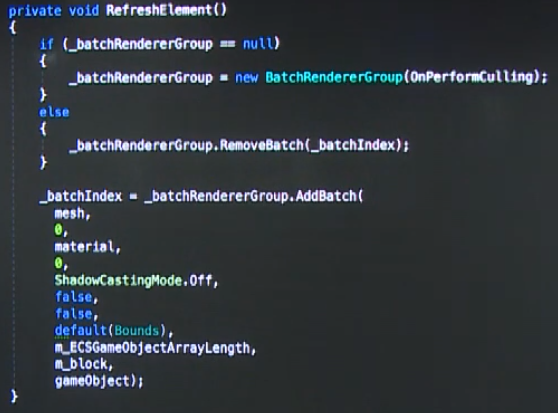 private void RefreshElement()
{
if (_batchRendererGroup == null)
{
_batchRendererGroup = new BatchRendererGroup(OnPerformCulling);
}
else
{
_batchRendererGroup.RemoveBatch(_batchIndex);
}
_batchIndex = _batchRendererGroup.AddBatch(
mesh,
0,
material,
0,
ShadowCastingMode.Off,
false,
false,
default(Bounds),
m_ECSGameObjectArrayLength,
m_block,
gameObject);
}